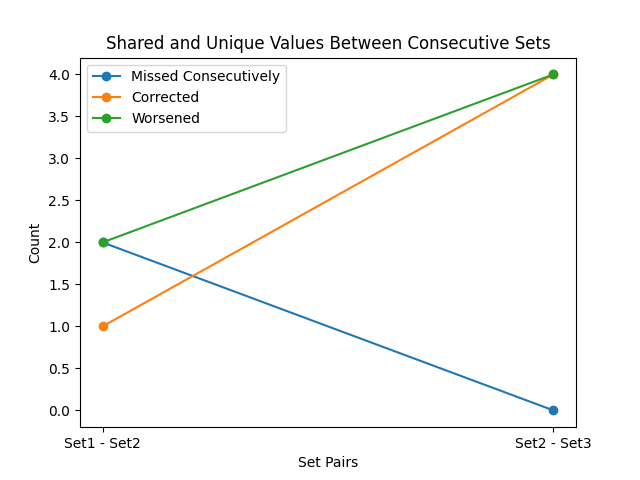 Shared and Unique Values Between Consecutive Sets
Missed Consecutively
Corrected
Worsened
4.0
3.5
3.0
2.5
2.0
1.5
1.0
0.5
0.0
Count
Set1 - Set2
Set2 - Set3
Set Pairs